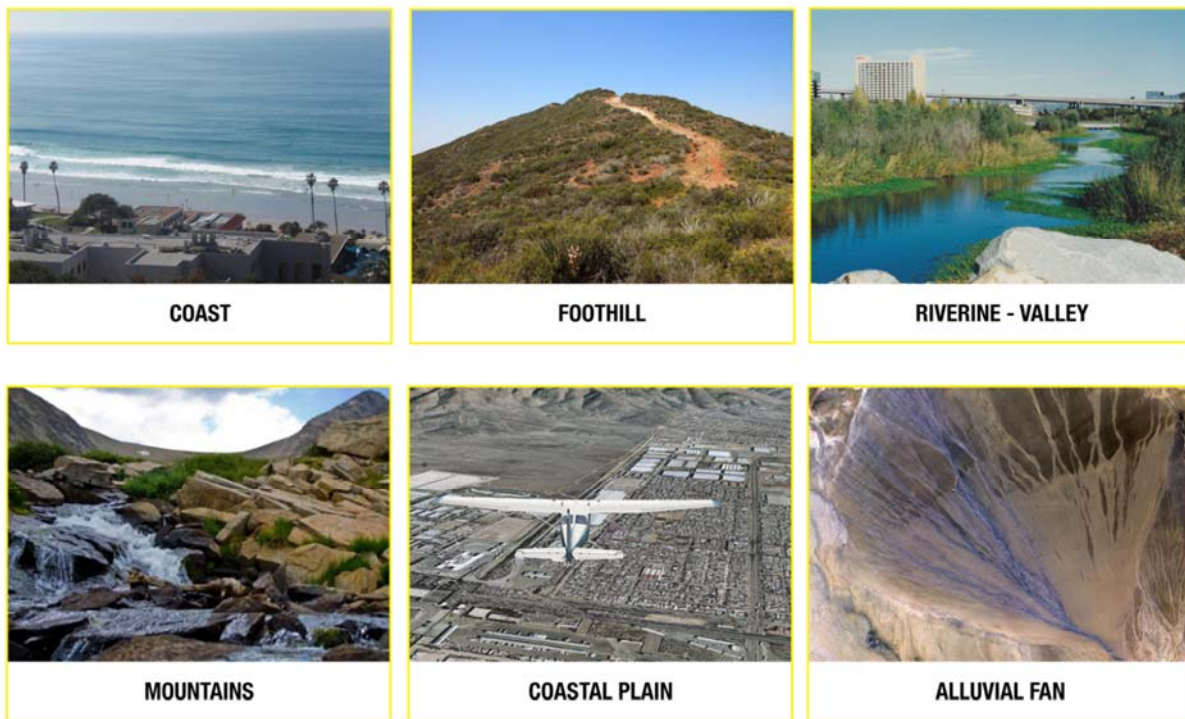 COAST
FOOTHILL
RIVERINE - VALLEY
MOUNTAINS
COASTAL PLAIN
ALLUVIAL FAN